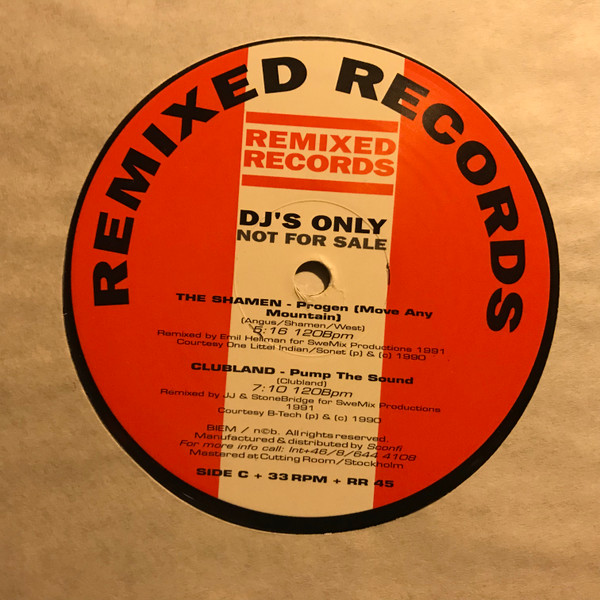 REMIXED RECORDS
REMIXED
RECORDS
DJ'S ONLY
NOT FOR SALE
THE SHAMEN - Progen (Move Any
Mountain)
(Angus/Shamen/West)
5:16 120Bpm
Remixed by Emil Hellman for SweMix Productions 1991
Courtesy One Littel Indian/Sonet (p) & (c) 1990
CLUBLAND - Pump The Sound
(Clubland)
7:10 120Bpm
Remixed by JJ & StoneBridge for SweMix Productions
1991
Courtesy B-Tech (p) & (c) 1990
BIEM / n©b. All rights reserved.
Manufactured & distributed by Sconfi
For more info call: Int+46/8/644 4108
Mastered at Cutting Room/Stockholm
SIDE C + 33 RPM + RR 45